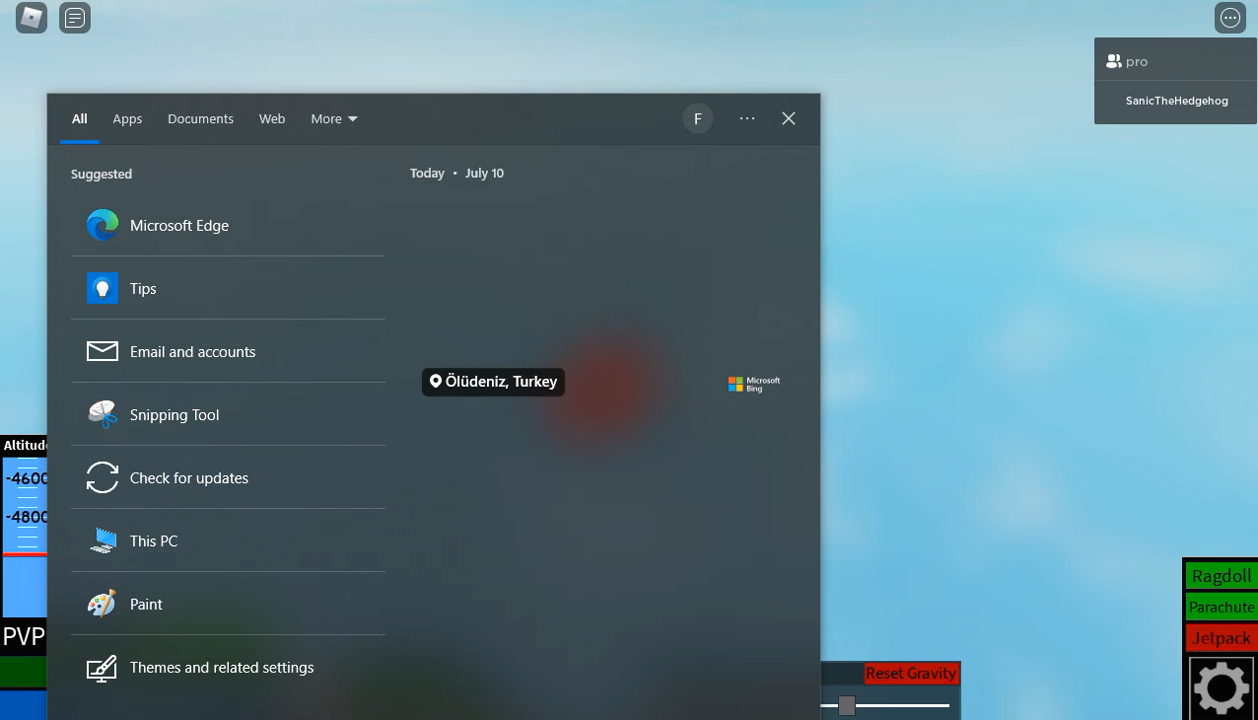 pro
SanicTheHedgehog
All Apps Documents Web More F
Suggested
Today • July 10
Microsoft Edge
Tips
Email and accounts
Snipping Tool
Check for updates
This PC
Paint
Themes and related settings
Ölüdeniz, Turkey
Microsoft
Bing
Altitud
-4600
-4800
PVP
Reset Gravity
Ragdoll
Parachute
Jetpack